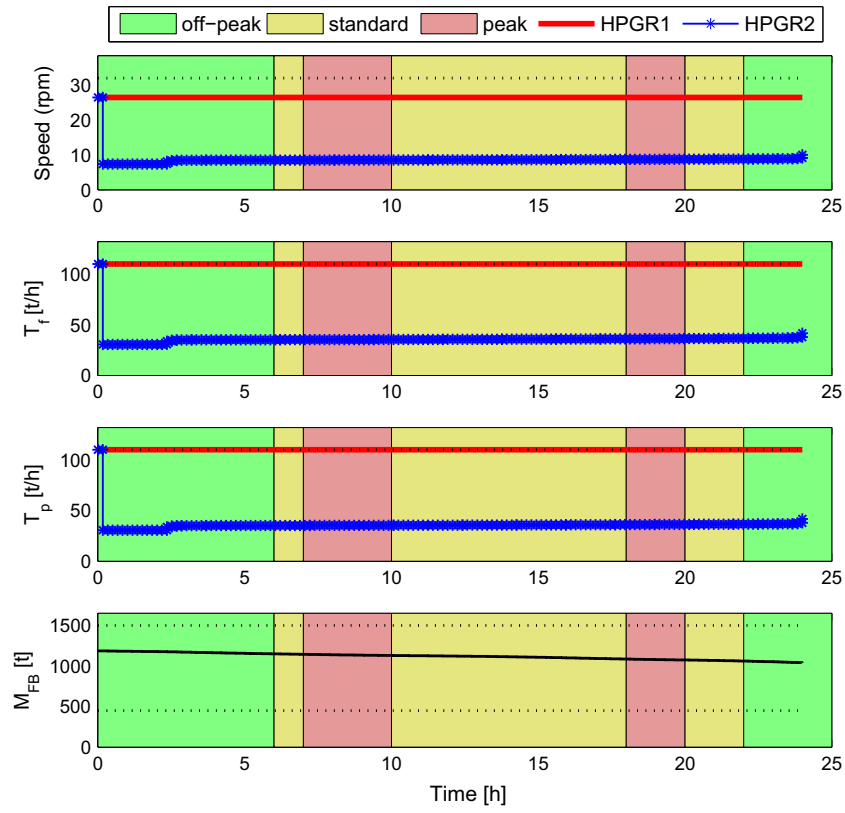 off-peak standard peak HPGR1 HPGR2
Speed (rpm)
30
20
10
0
0 5 10 15 20 25
T_f [t/h]
100
50
0
0 5 10 15 20 25
T_p [t/h]
100
50
0
0 5 10 15 20 25
M_FB [t]
1500
1000
500
0
0 5 10 15 20 25
Time [h]